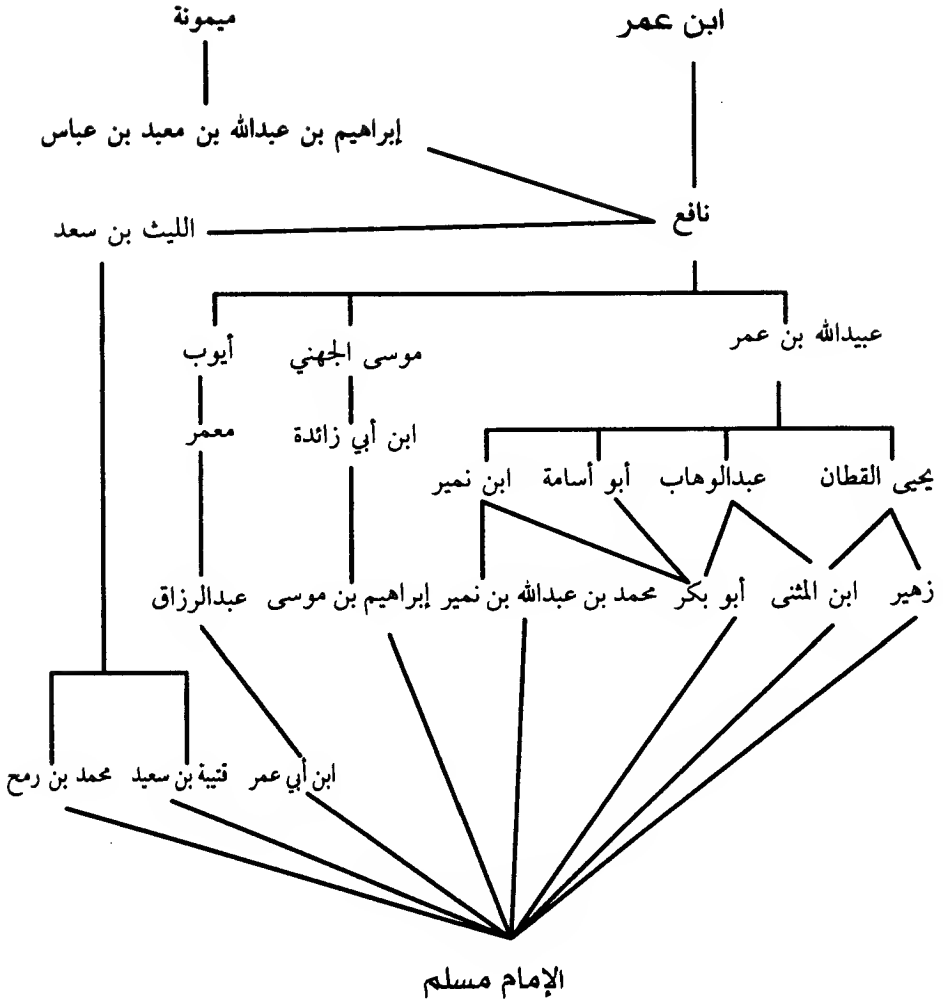 ابن عمر
ميمونة
إبراهيم بن عبدالله بن معبد بن عباس
نافع
الليث بن سعد
عبيدالله بن عمر
موسى الجهني
أيوب
ابن أبي زائدة
معمر
يحيى القطان
عبدالوهاب
أبو أسامة
ابن نمير
زهير
ابن المثنى
أبو بكر
محمد بن عبدالله بن نمير
إبراهيم بن موسى
عبدالرزاق
ابن أبي عمر
قتيبة بن سعيد
محمد بن رمح
الإمام مسلم